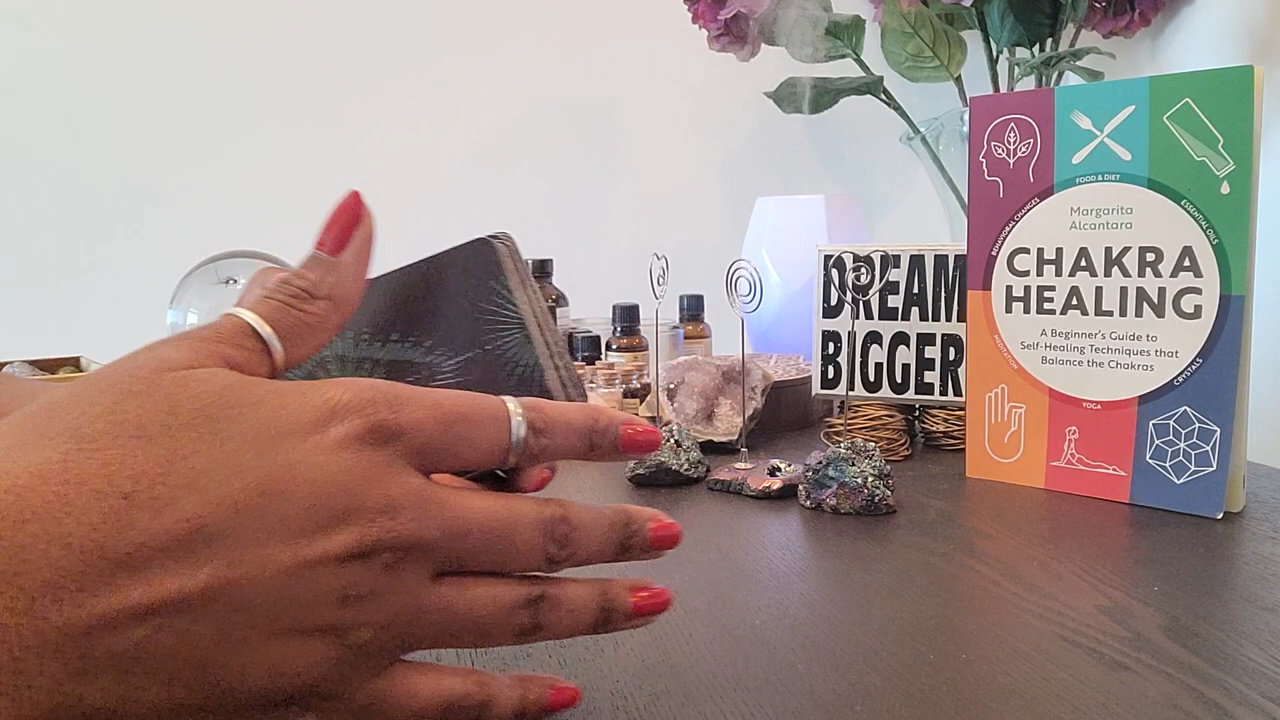 DREAM
BIGGER
FOOD & DIET
BEHAVIORAL CHANGES
ESSENTIAL OILS
Margarita
Alcantara
CHAKRA
HEALING
A Beginner's Guide to
Self-Healing Techniques that
Balance the Chakras
MEDITATION
CRYSTALS
YOGA